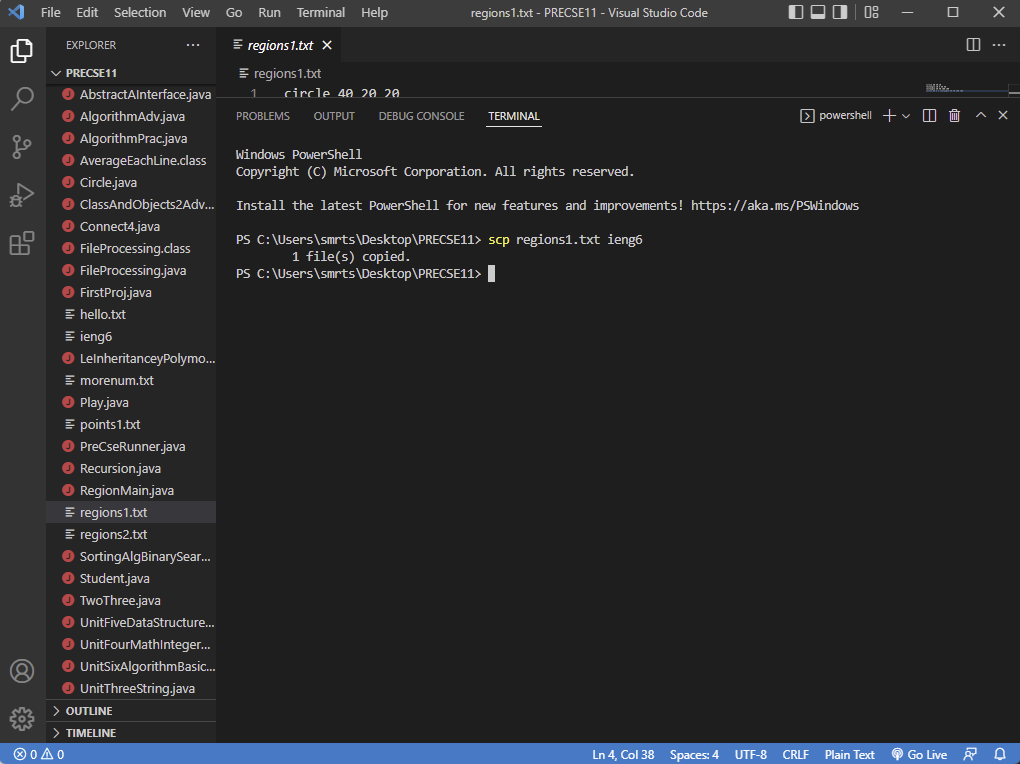 File Edit Selection View Go Run Terminal Help regions1.txt - PRECSE11 - Visual Studio Code
EXPLORER
PRECSE11
AbstractAInterface.java
AlgorithmAdv.java
AlgorithmPrac.java
AverageEachLine.class
Circle.java
ClassAndObjects2Adv...
Connect4.java
FileProcessing.class
FileProcessing.java
FirstProj.java
hello.txt
ieng6
LeInheritanceyPolymo...
morenum.txt
Play.java
points1.txt
PreCseRunner.java
Recursion.java
RegionMain.java
regions1.txt
regions2.txt
SortingAlgBinarySear...
Student.java
TwoThree.java
UnitFiveDataStructure...
UnitFourMathInteger...
UnitSixAlgorithmBasic...
UnitThreeString.java
OUTLINE
TIMELINE
regions1.txt
regions1.txt
1 circle 40 20 20
PROBLEMS OUTPUT DEBUG CONSOLE TERMINAL powershell
Windows PowerShell
Copyright (C) Microsoft Corporation. All rights reserved.
Install the latest PowerShell for new features and improvements! https://aka.ms/PSWindows
PS C:\Users\smrts\Desktop\PRECSE11> scp regions1.txt ieng6
1 file(s) copied.
PS C:\Users\smrts\Desktop\PRECSE11>
0 0 Ln 4, Col 38 Spaces: 4 UTF-8 CRLF Plain Text Go Live